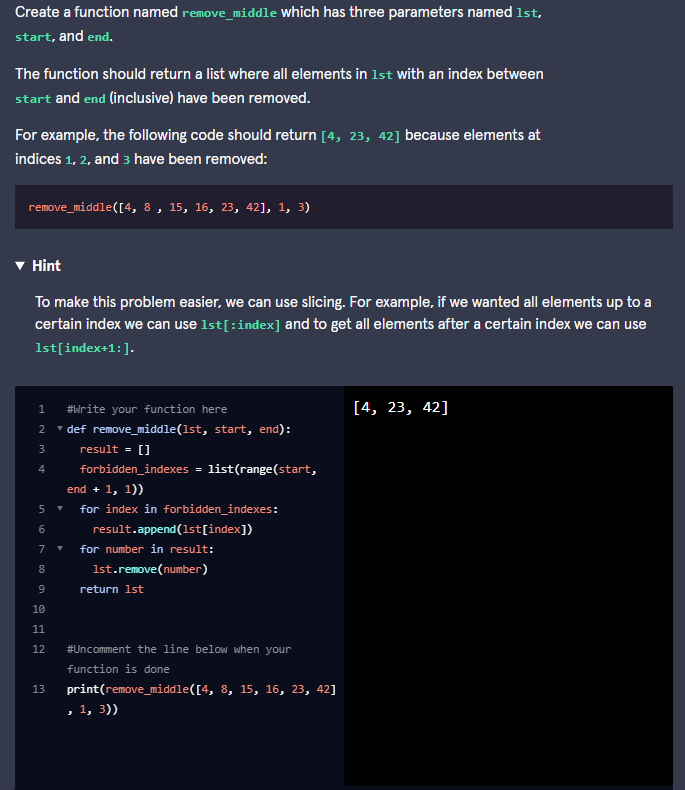 Create a function named remove_middle which has three parameters named lst,
start, and end.
The function should return a list where all elements in lst with an index between
start and end (inclusive) have been removed.
For example, the following code should return [4, 23, 42] because elements at
indices 1, 2, and 3 have been removed:
remove_middle([4, 8 , 15, 16, 23, 42], 1, 3)
▼ Hint
To make this problem easier, we can use slicing. For example, if we wanted all elements up to a
certain index we can use lst[:index] and to get all elements after a certain index we can use
lst[index+1:].
1 #Write your function here
2 ▼ def remove_middle(lst, start, end):
3 result = []
4 forbidden_indexes = list(range(start,
end + 1, 1))
5 ▼ for index in forbidden_indexes:
6 result.append(lst[index])
7 ▼ for number in result:
8 lst.remove(number)
9 return lst
10
11
12 #Uncomment the line below when your
function is done
13 print(remove_middle([4, 8, 15, 16, 23, 42]
, 1, 3))
[4, 23, 42]